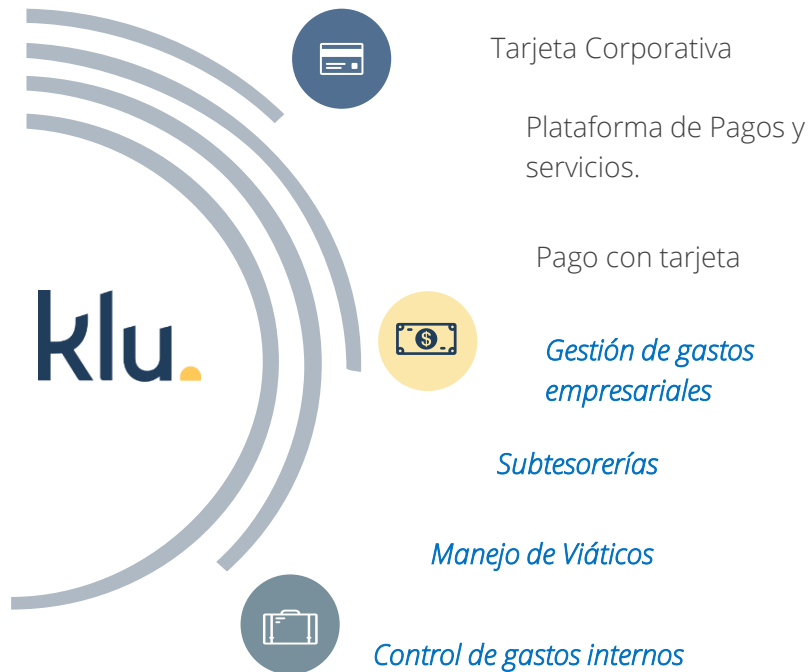 Tarjeta Corporativa
Plataforma de Pagos y
servicios.
Pago con tarjeta
klu.
$
Gestión de gastos
empresariales
Subtesorerías
Manejo de Viáticos
Control de gastos internos